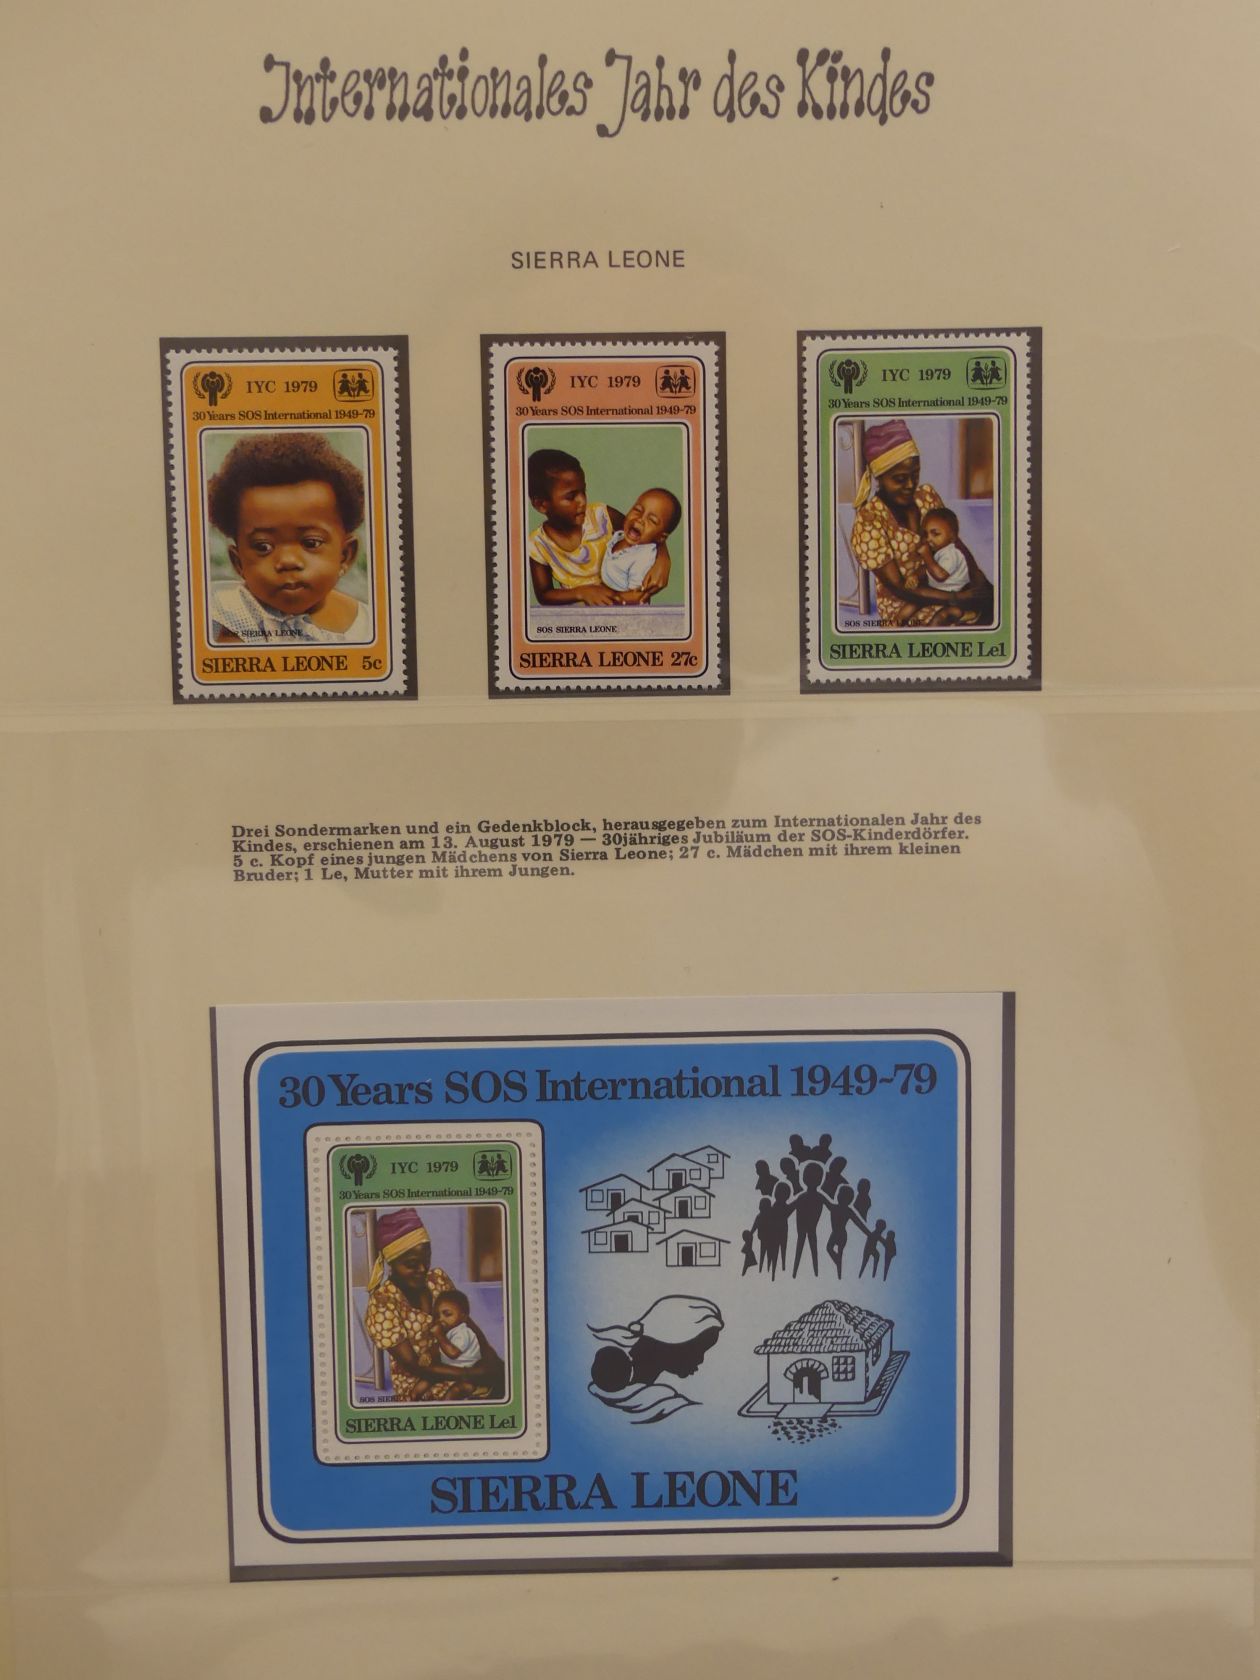 Internationales Jahr des Kindes
SIERRA LEONE
IYC 1979
30 Years SOS International 1949-79
SOS SIERRA LEONE
SIERRA LEONE 5c
IYC 1979
30 Years SOS International 1949-79
SOS SIERRA LEONE
SIERRA LEONE 27c
IYC 1979
30 Years SOS International 1949-79
SOS SIERRA LEONE
SIERRA LEONE Le1
Drei Sondermarken und ein Gedenkblock, herausgegeben zum Internationalen Jahr des
Kindes, erschienen am 13. August 1979 — 30jähriges Jubiläum der SOS-Kinderdörfer.
5 c. Kopf eines jungen Mädchens von Sierra Leone; 27 c. Mädchen mit ihrem kleinen
Bruder; 1 Le, Mutter mit ihrem Jungen.
30 Years SOS International 1949-79
IYC 1979
30 Years SOS International 1949-79
SOS SIERRA LEONE
SIERRA LEONE Le1
SIERRA LEONE